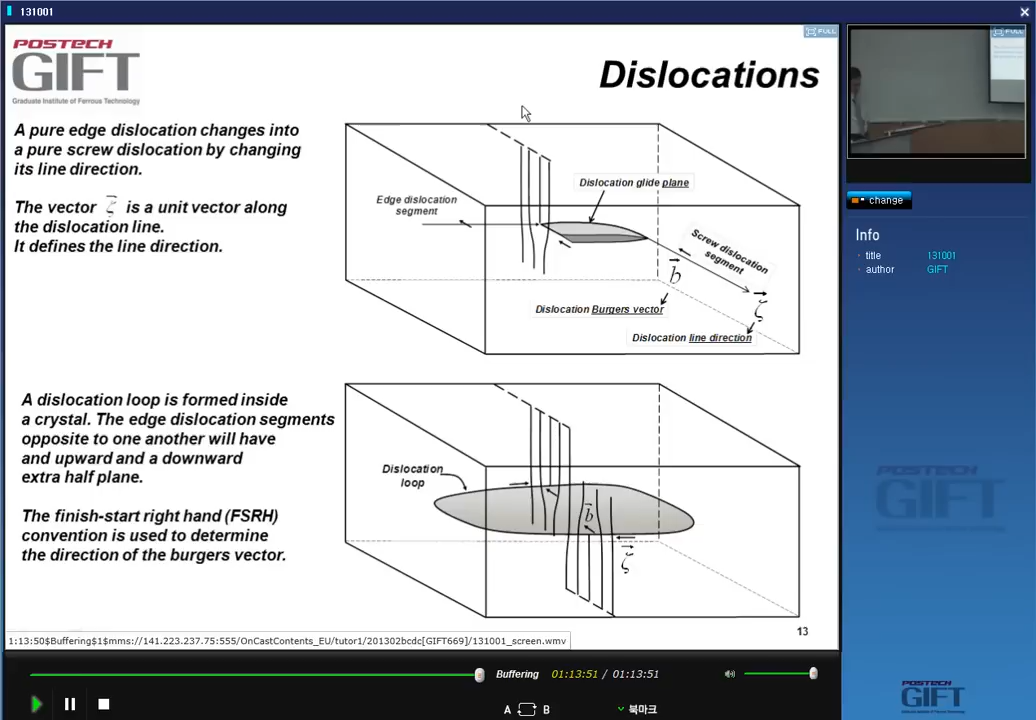 131001
FULL
POSTECH
GIFT
Graduate Institute of Ferrous Technology
Dislocations
A pure edge dislocation changes into
a pure screw dislocation by changing
its line direction.
The vector ζ is a unit vector along
the dislocation line.
It defines the line direction.
Edge dislocation
segment
Dislocation glide plane
Screw dislocation
segment
b
ζ
Dislocation Burgers vector
Dislocation line direction
A dislocation loop is formed inside
a crystal. The edge dislocation segments
opposite to one another will have
and upward and a downward
extra half plane.
The finish-start right hand (FSRH)
convention is used to determine
the direction of the burgers vector.
Dislocation
loop
b
ζ
13
1:13:50$Buffering$1$mms://141.223.237.75:555/OnCastContents_EU/tutor1/201302bcdc[GIFT669]/131001_screen.wmv
Buffering 01:13:51 / 01:13:51
A B
북마크
FULL
change
Info
title 131001
author GIFT
POSTECH
GIFT
POSTECH
GIFT